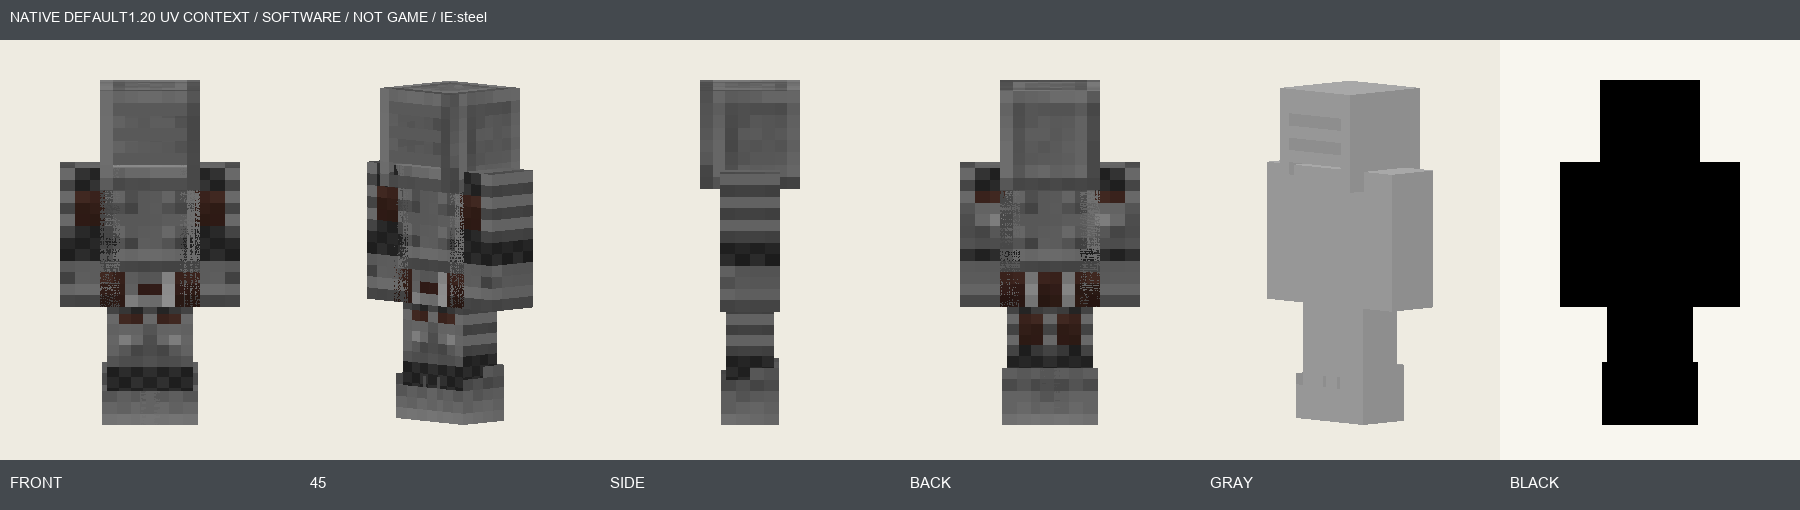 NATIVE DEFAULT1.20 UV CONTEXT / SOFTWARE / NOT GAME / IE:steel
FRONT
45
SIDE
BACK
GRAY
BLACK